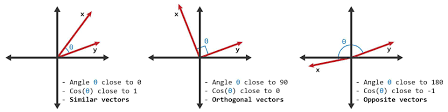 x
θ
y
- Angle θ close to 0
- Cos(θ) close to 1
- Similar vectors
x
θ
y
- Angle θ close to 90
- Cos(θ) close to 0
- Orthogonal vectors
θ
y
x
- Angle θ close to 180
- Cos(θ) close to -1
- Opposite vectors